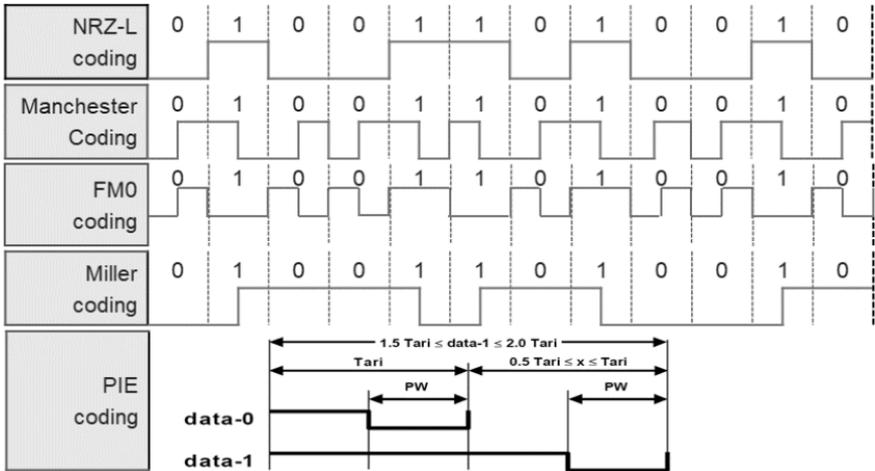 NRZ-L coding
0 1 0 0 1 1 0 1 0 0 1 0
Manchester Coding
0 1 0 0 1 1 0 1 0 0 1 0
FM0 coding
0 1 0 0 1 1 0 1 0 0 1 0
Miller coding
0 1 0 0 1 1 0 1 0 0 1 0
PIE coding
1.5 Tari ≤ data-1 ≤ 2.0 Tari
Tari 0.5 Tari ≤ x ≤ Tari
PW PW
data-0
data-1